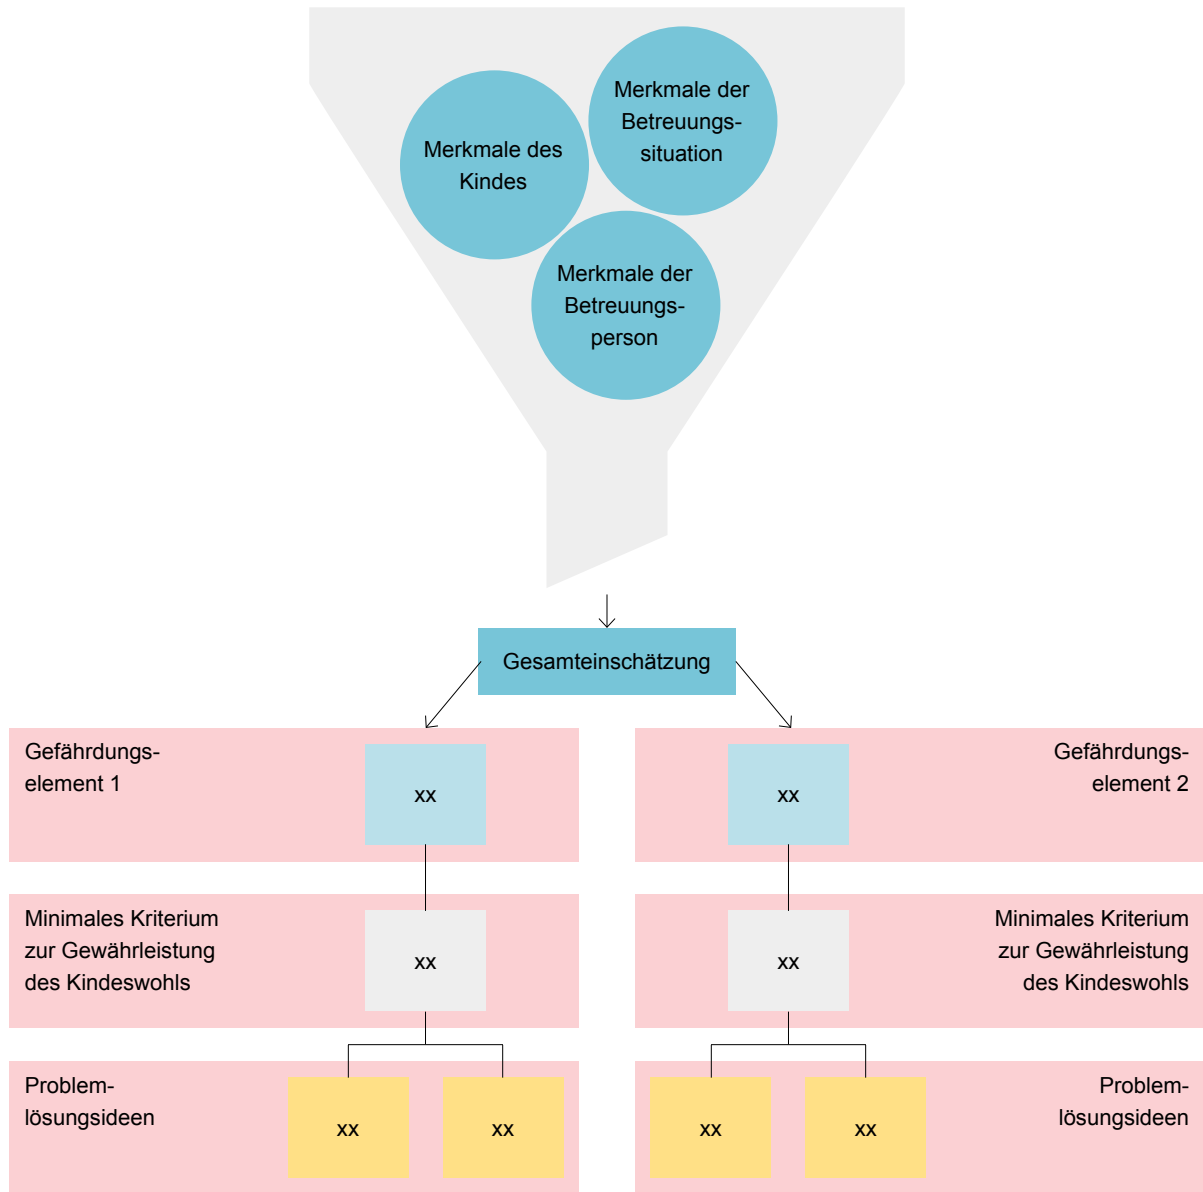 Merkmale des
Kindes
Merkmale der
Betreuungs-
situation
Merkmale der
Betreuungs-
person
Gesamteinschätzung
Gefährdungs-
element 1
xx
xx
Gefährdungs-
element 2
Minimales Kriterium
zur Gewährleistung
des Kindeswohls
xx
xx
Minimales Kriterium
zur Gewährleistung
des Kindeswohls
Problem-
lösungsideen
xx
xx
xx
xx
Problem-
lösungsideen